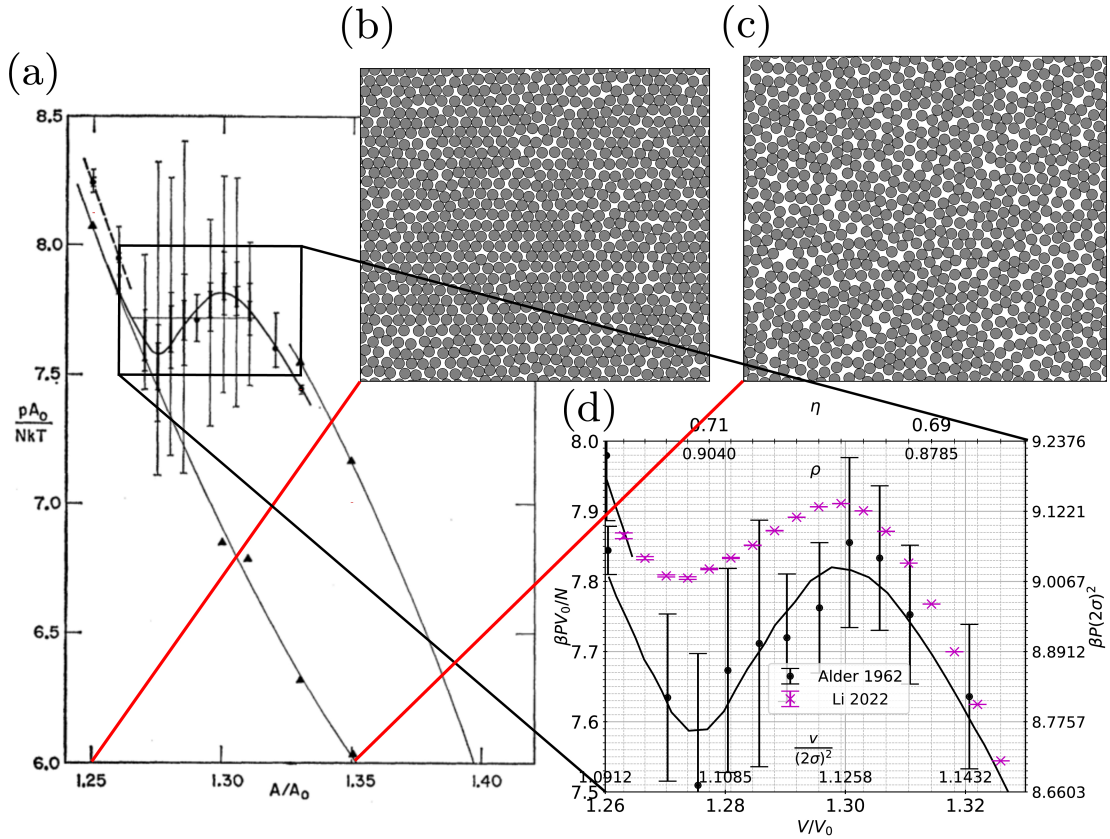 (a)
(b)
(c)
8.5
8.0
7.5
pA₀
NkT
7.0
6.5
6.0
1.25
1.30
1.35
1.40
A/A₀
(d)
η
0.71
0.69
0.9040
0.8785
ρ
8.0
7.9
7.8
7.7
7.6
7.5
βPV₀/N
9.2376
9.1221
9.0067
8.8912
8.7757
8.6603
βP(2σ)²
Alder 1962
Li 2022
v
(2σ)²
1.0912
1.1085
1.1258
1.1432
1.26
1.28
1.30
1.32
V/V₀